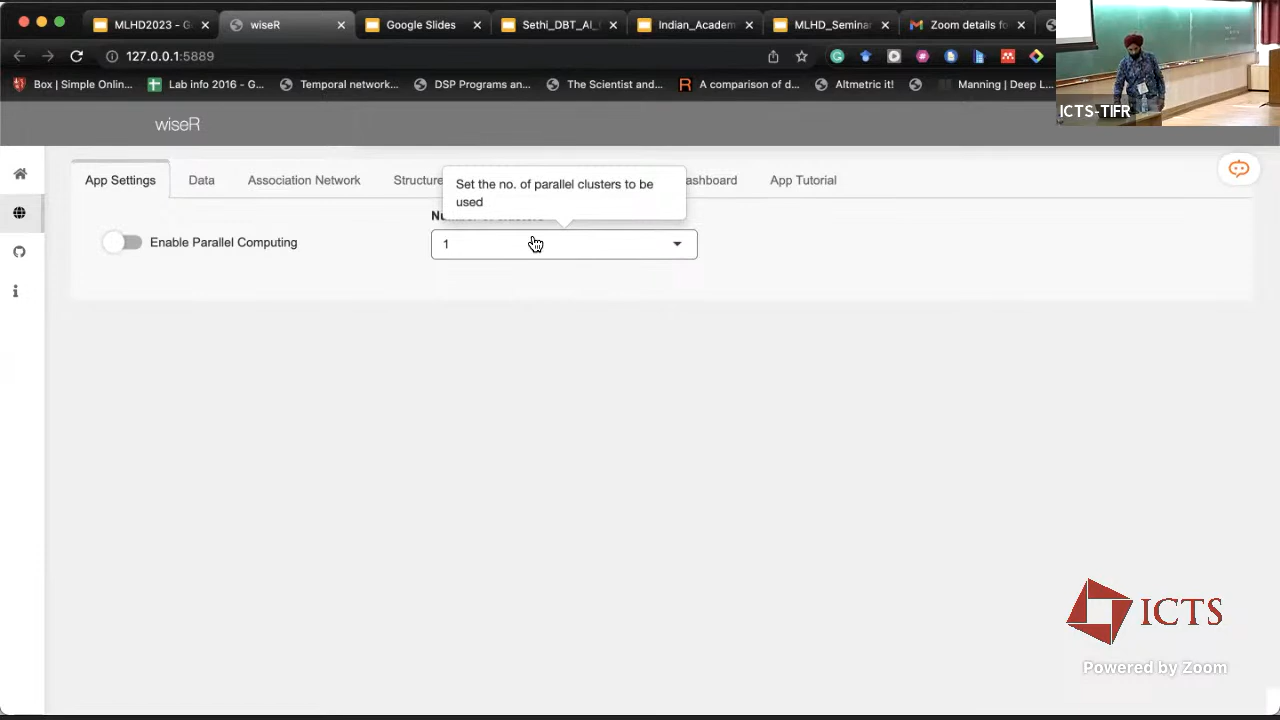 MLHD2023 - G
wiseR
Google Slides
Sethi_DBT_AI_
Indian_Academ
MLHD_Seminar
Zoom details fo
127.0.0.1:5889
Box | Simple Onlin...
Lab info 2016 - G...
Temporal network...
DSP Programs an...
The Scientist and...
A comparison of d...
Altmetric it!
Manning | Deep L
ICTS-TIFR
wiseR
App Settings
Data
Association Network
Structure
ashboard
App Tutorial
Set the no. of parallel clusters to be
used
Enable Parallel Computing
1
ICTS
Powered by Zoom